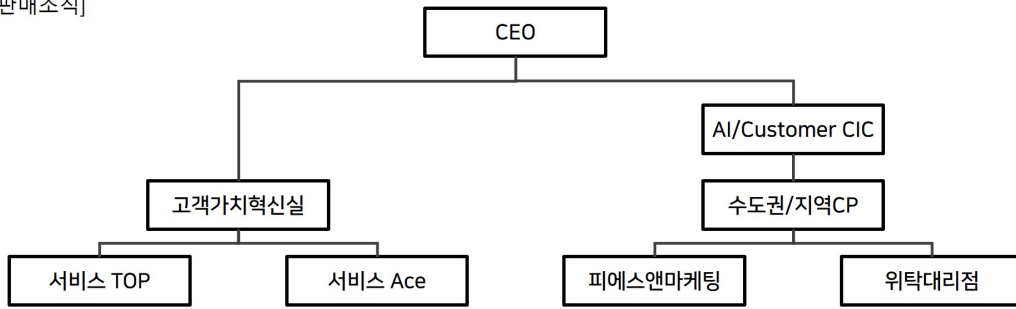 판매조직]
CEO
AI/Customer CIC
고객가치혁신실
수도권/지역CP
서비스 TOP
서비스 Ace
피에스앤마케팅
위탁대리점